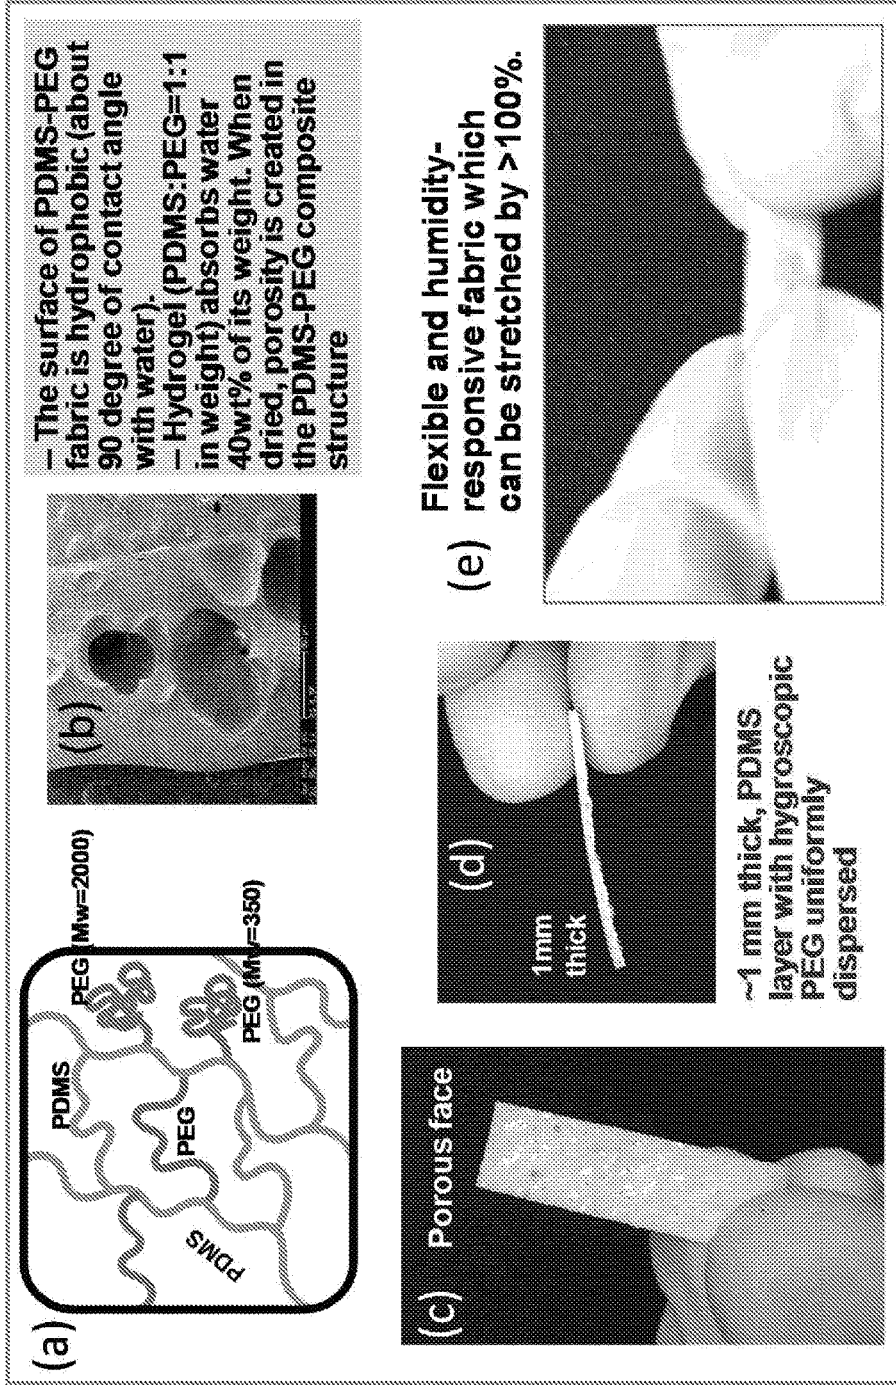 (a)
PDMS
PEG (Mw=2000)
PEG
PEG (Mw=350)
PDMS
(b)
– The surface of PDMS-PEG
fabric is hydrophobic (about
90 degree of contact angle
with water).
– Hydrogel (PDMS:PEG=1:1
in weight) absorbs water
40wt% of its weight. When
dried, porosity is created in
the PDMS-PEG composite
structure
(c)
Porous face
(d)
1mm
thick
~1 mm thick, PDMS
layer with hygroscopic
PEG uniformly
dispersed
(e)
Flexible and humidity-
responsive fabric which
can be stretched by >100%.